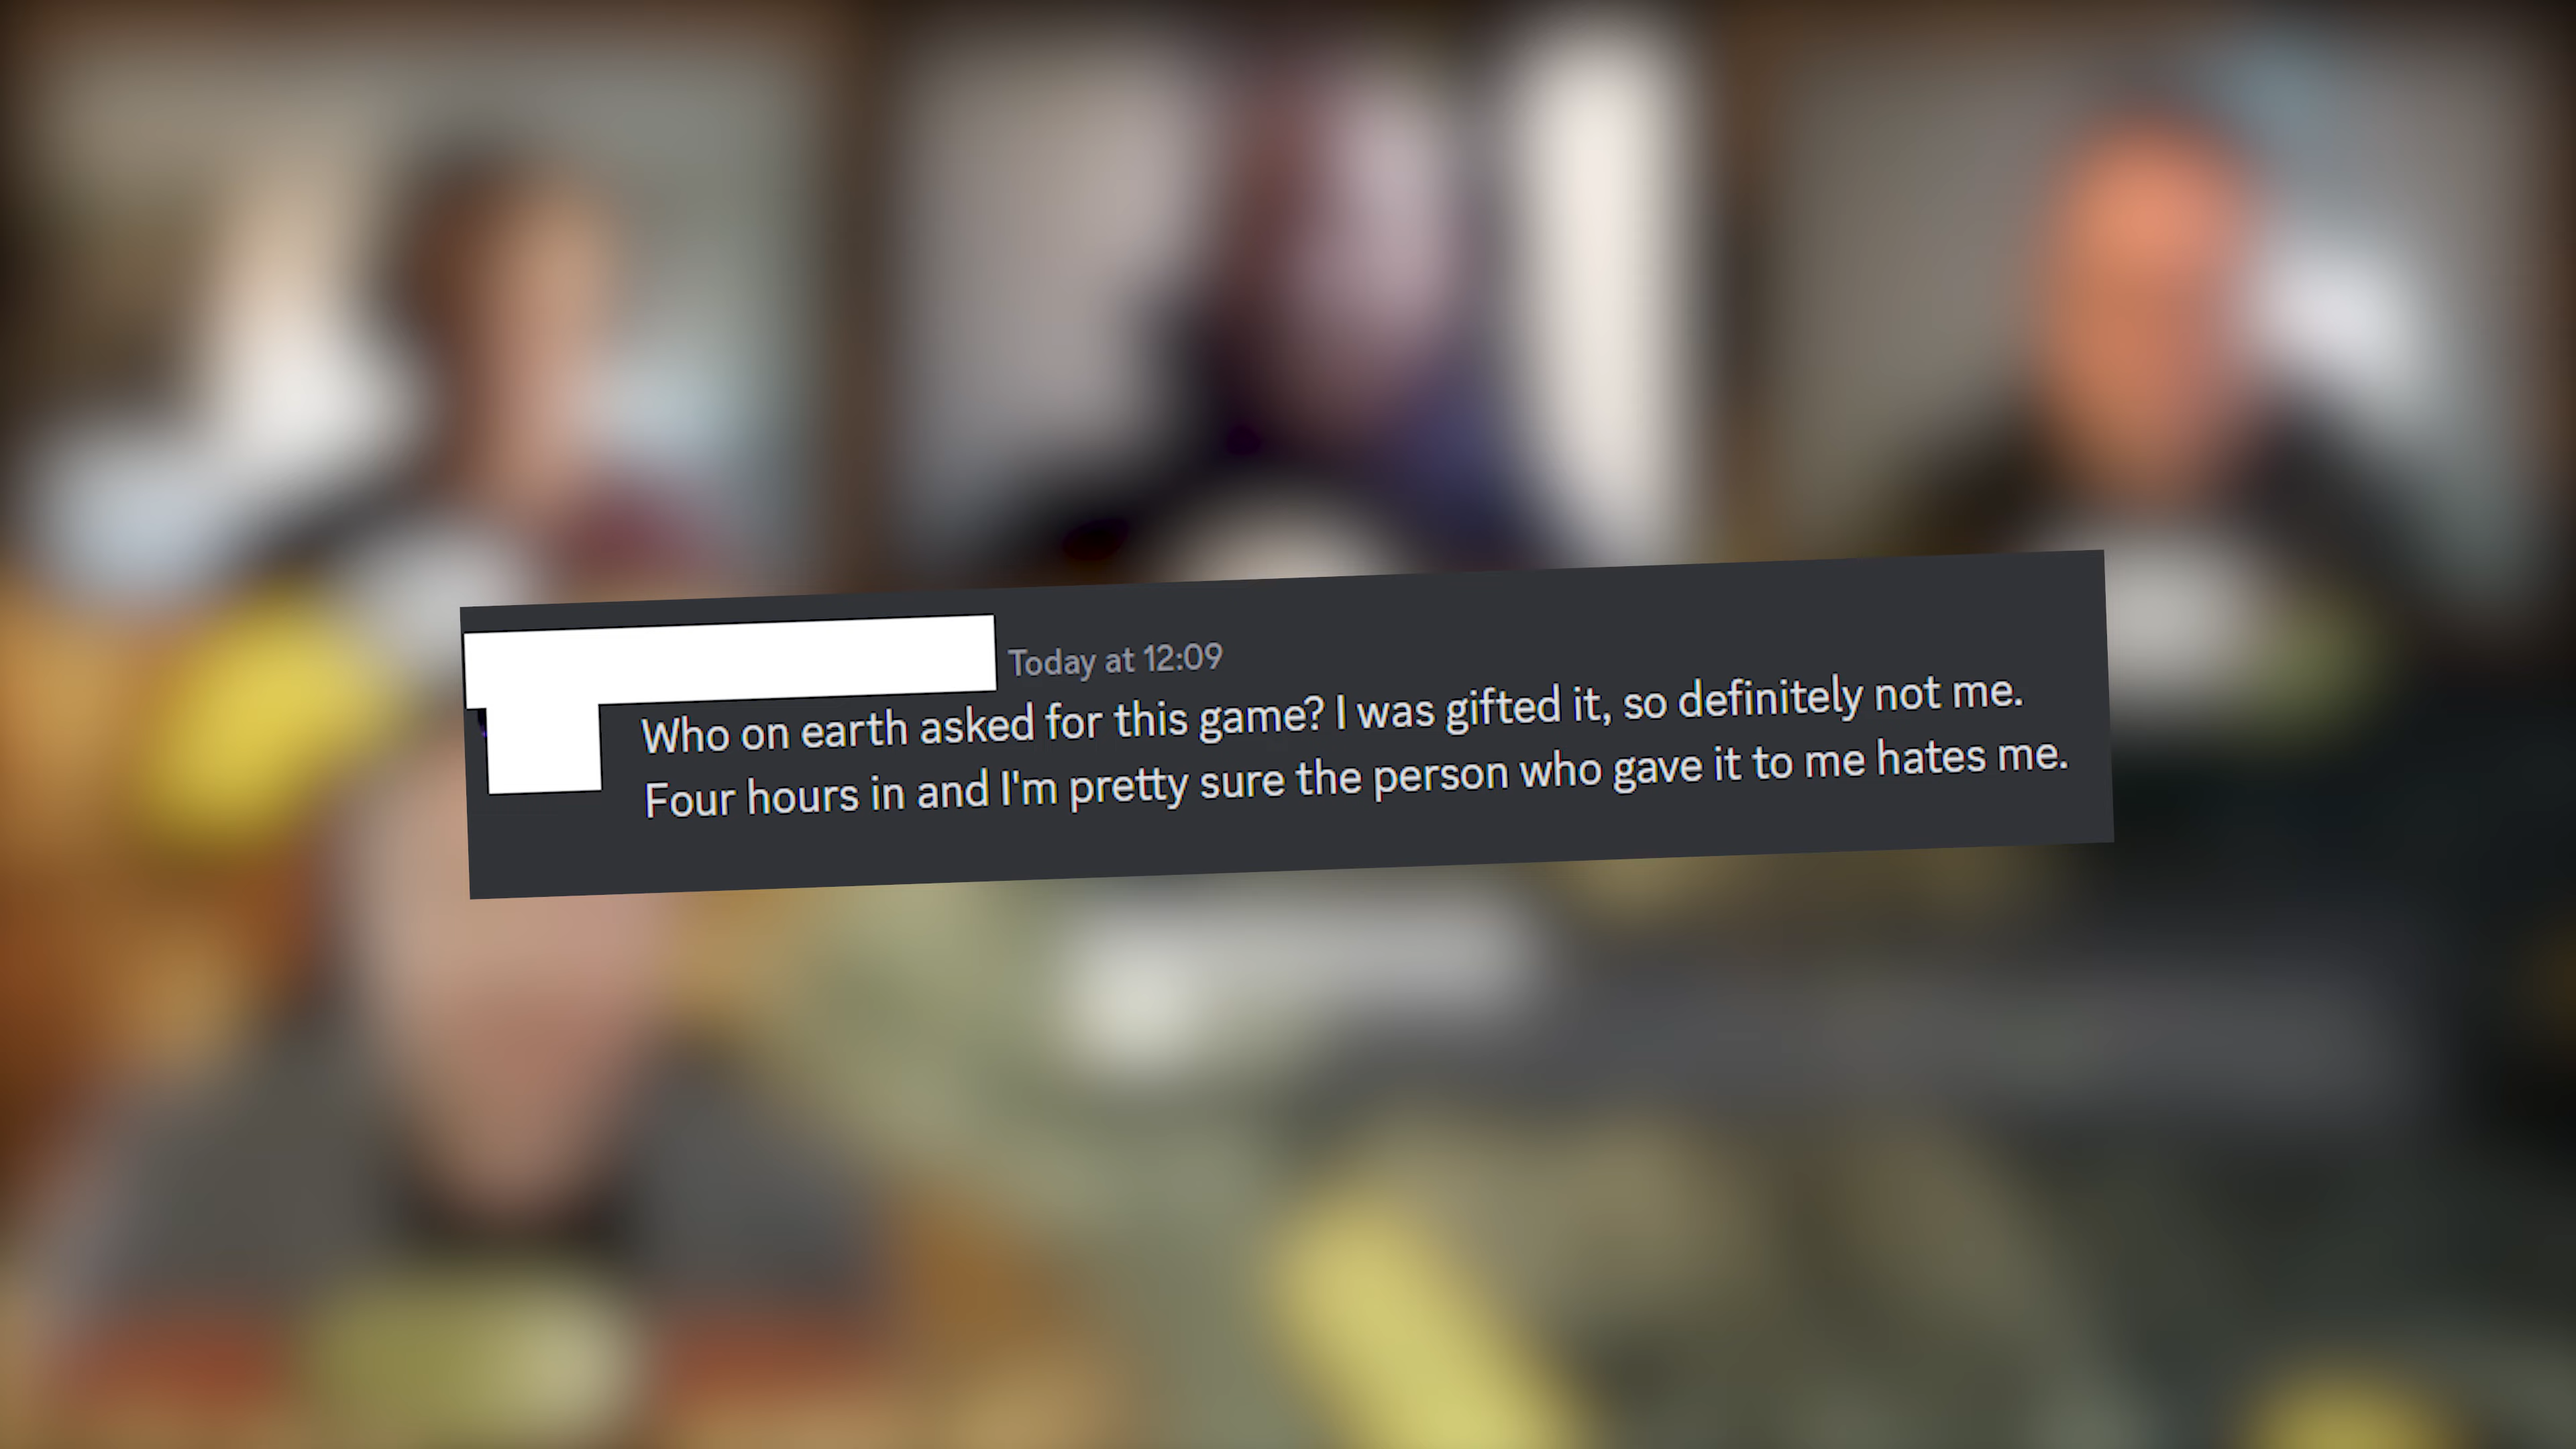 Today at 12:09
Who on earth asked for this game? I was gifted it, so definitely not me.
Four hours in and I'm pretty sure the person who gave it to me hates me.